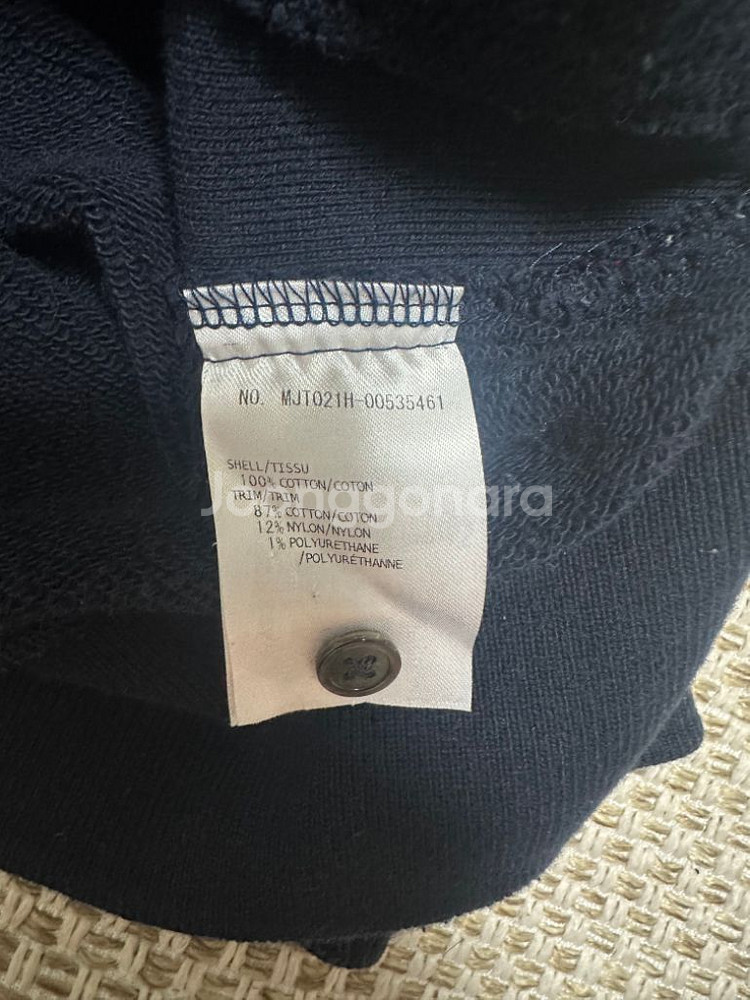 NO. MJT021H-00535461
SHELL/TISSU
100% COTTON/COTON
TRIM/TRIM
87% COTTON/COTON
12% NYLON/NYLON
1% POLYURETHANE
/POLYURÉTHANNE
Joongagonara